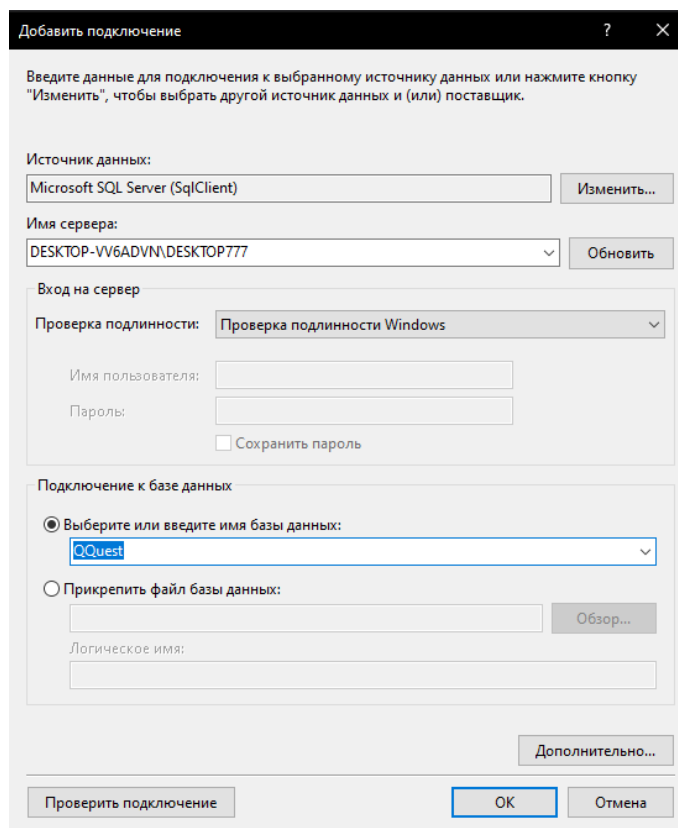 Добавить подключение
?
Введите данные для подключения к выбранному источнику данных или нажмите кнопку
"Изменить", чтобы выбрать другой источник данных и (или) поставщик.
Источник данных:
Microsoft SQL Server (SqlClient)
Изменить...
Имя сервера:
DESKTOP-VV6ADVN\DESKTOP777
Обновить
Вход на сервер
Проверка подлинности:
Проверка подлинности Windows
Имя пользователя:
Пароль:
Сохранить пароль
Подключение к базе данных
Выберите или введите имя базы данных:
QQuest
Прикрепить файл базы данных:
Обзор...
Логическое имя:
Дополнительно...
Проверить подключение
OK
Отмена